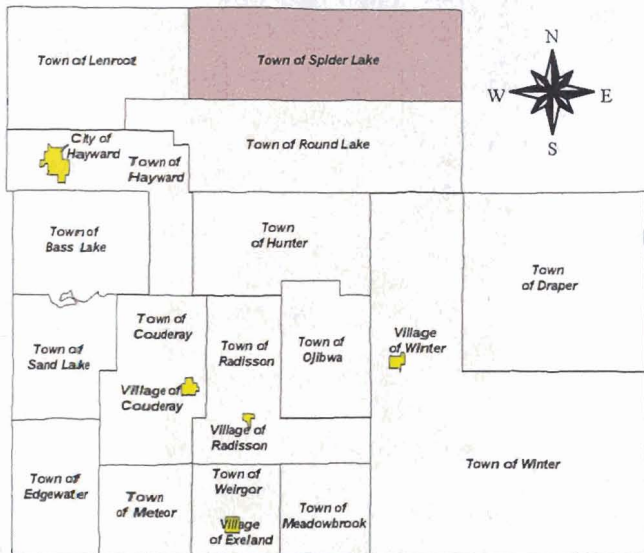 Town of Lenroot
Town of Spider Lake
N
W
E
S
City of
Hayward
Town of
Hayward
Town of Round Lake
Town of
Bass Lake
Town
of Hunter
Town
of Draper
Town of
Sand Lake
Town of
Couderay
Town of
Radisson
Town of
Ojibwa
Village
of Winter
Village of
Couderay
Village of
Radisson
Town of Winter
Town of
Edgewater
Town
of Meteor
Town of
Weirgor
Village
of Exeland
Town of
Meadowbrook